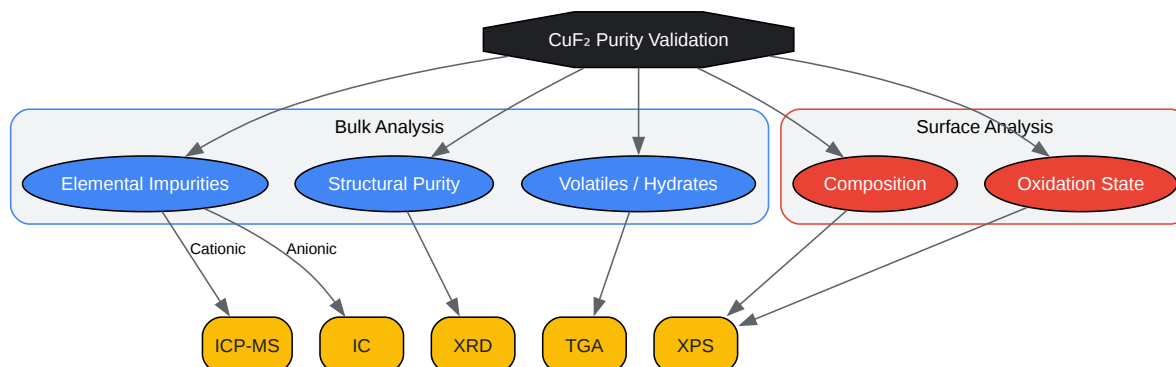 CuF₂ Purity Validation
Bulk Analysis
Surface Analysis
Elemental Impurities
Structural Purity
Volatiles / Hydrates
Composition
Oxidation State
Cationic
Anionic
ICP-MS
IC
XRD
TGA
XPS